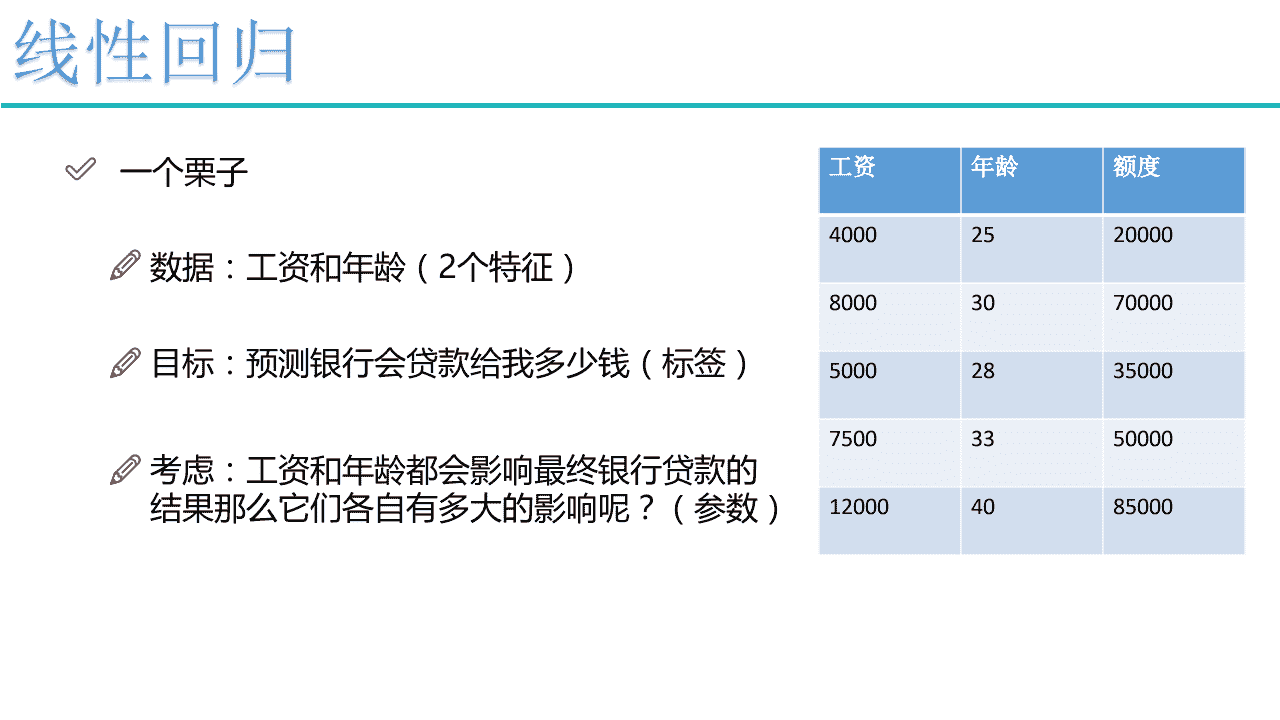 线性回归
一个栗子
数据：工资和年龄（2个特征）
目标：预测银行会贷款给我多少钱（标签）
考虑：工资和年龄都会影响最终银行贷款的
结果那么它们各自有多大的影响呢？（参数）
工资 年龄 额度
4000 25 20000
8000 30 70000
5000 28 35000
7500 33 50000
12000 40 85000